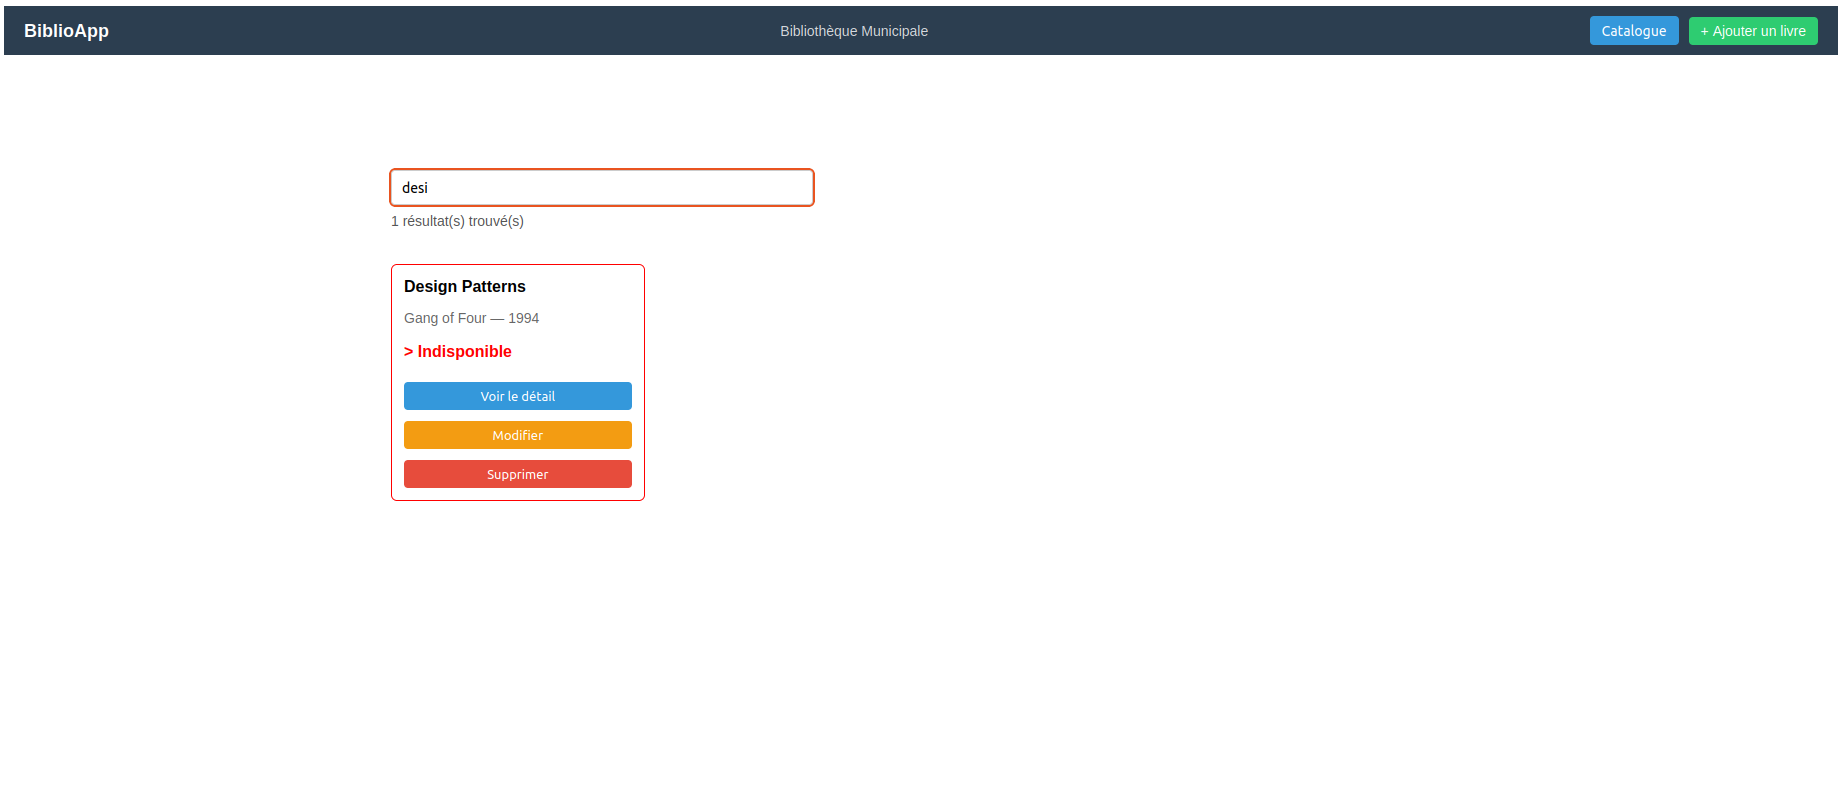 BiblioApp
Bibliothèque Municipale
Catalogue
+ Ajouter un livre
desi
1 résultat(s) trouvé(s)
Design Patterns
Gang of Four — 1994
> Indisponible
Voir le détail
Modifier
Supprimer